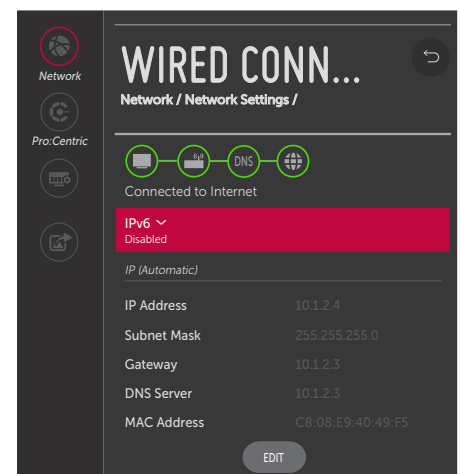 Network
Pro:Centric
WIRED CONN...
Network / Network Settings /
DNS
Connected to Internet
IPv6
Disabled
IP (Automatic)
IP Address 10.1.2.4
Subnet Mask 255.255.255.0
Gateway 10.1.2.3
DNS Server 10.1.2.3
MAC Address C8:08:E9:40:49:F5
EDIT